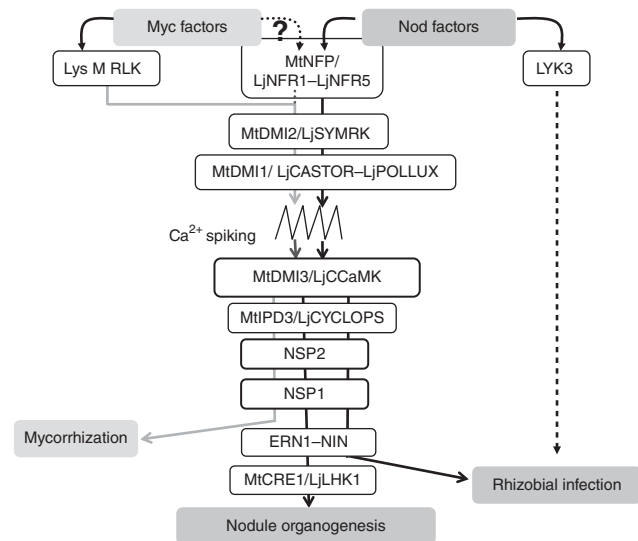 Myc factors
?
Nod factors
Lys M RLK
MtNFP/
LjNFR1–LjNFR5
LYK3
MtDMI2/LjSYMRK
MtDMI1/ LjCASTOR–LjPOLLUX
Ca2+ spiking
MtDMI3/LjCCaMK
MtIPD3/LjCYCLOPS
NSP2
NSP1
Mycorrhization
ERN1–NIN
MtCRE1/LjLHK1
Rhizobial infection
Nodule organogenesis